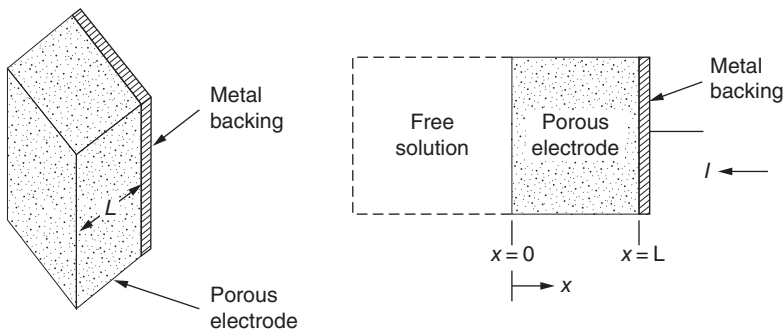 Metal
backing
L
Porous
electrode
Free
solution
Porous
electrode
Metal
backing
I
x = 0
x = L
x